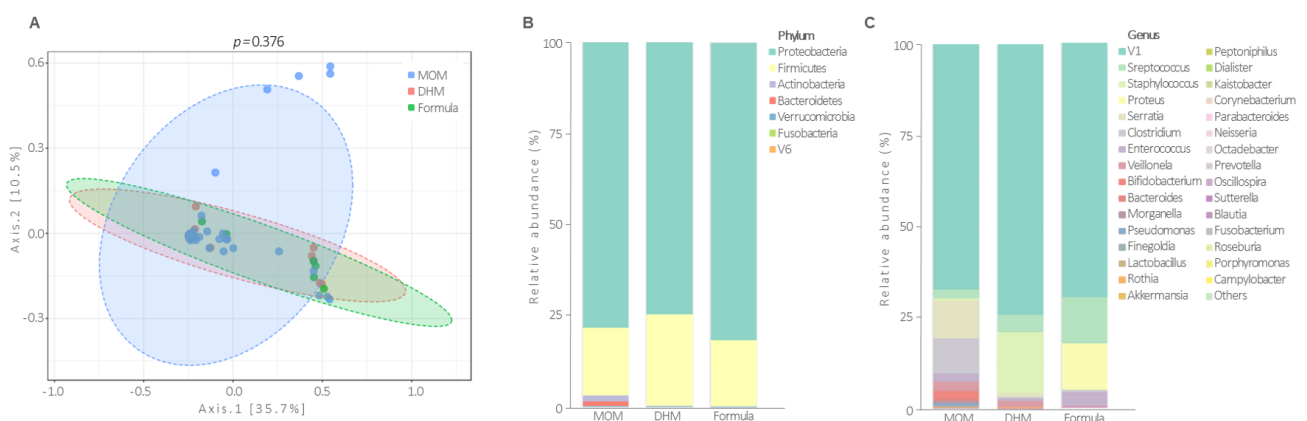 A
p=0.376
0.6
0.3
0.0
-0.3
-1.0
-0.5
0.0
0.5
1.0
Axis.2 [10.5%]
Axis.1 [35.7%]
MOM
DHM
Formula
B
100
75
50
25
0
Relative abundance (%)
MOM
DHM
Formula
Phylum
Proteobacteria
Firmicutes
Actinobacteria
Bacteroidetes
Verrucomicrobia
Fusobacteria
V6
C
100
75
50
25
0
Relative abundance (%)
MOM
DHM
Formula
Genus
V1
Sreptococcus
Staphylococcus
Proteus
Serratia
Clostridium
Enterococcus
Veillonela
Bifidobacterium
Bacteroides
Morganella
Pseudomonas
Finegoldia
Lactobacillus
Rothia
Akkermansia
Peptoniphilus
Dialister
Kaistobacter
Corynebacterium
Parabacteroides
Neisseria
Octadebacter
Prevotella
Oscillospira
Sutterella
Blautia
Fusobacterium
Roseburia
Porphyromonas
Campylobacter
Others